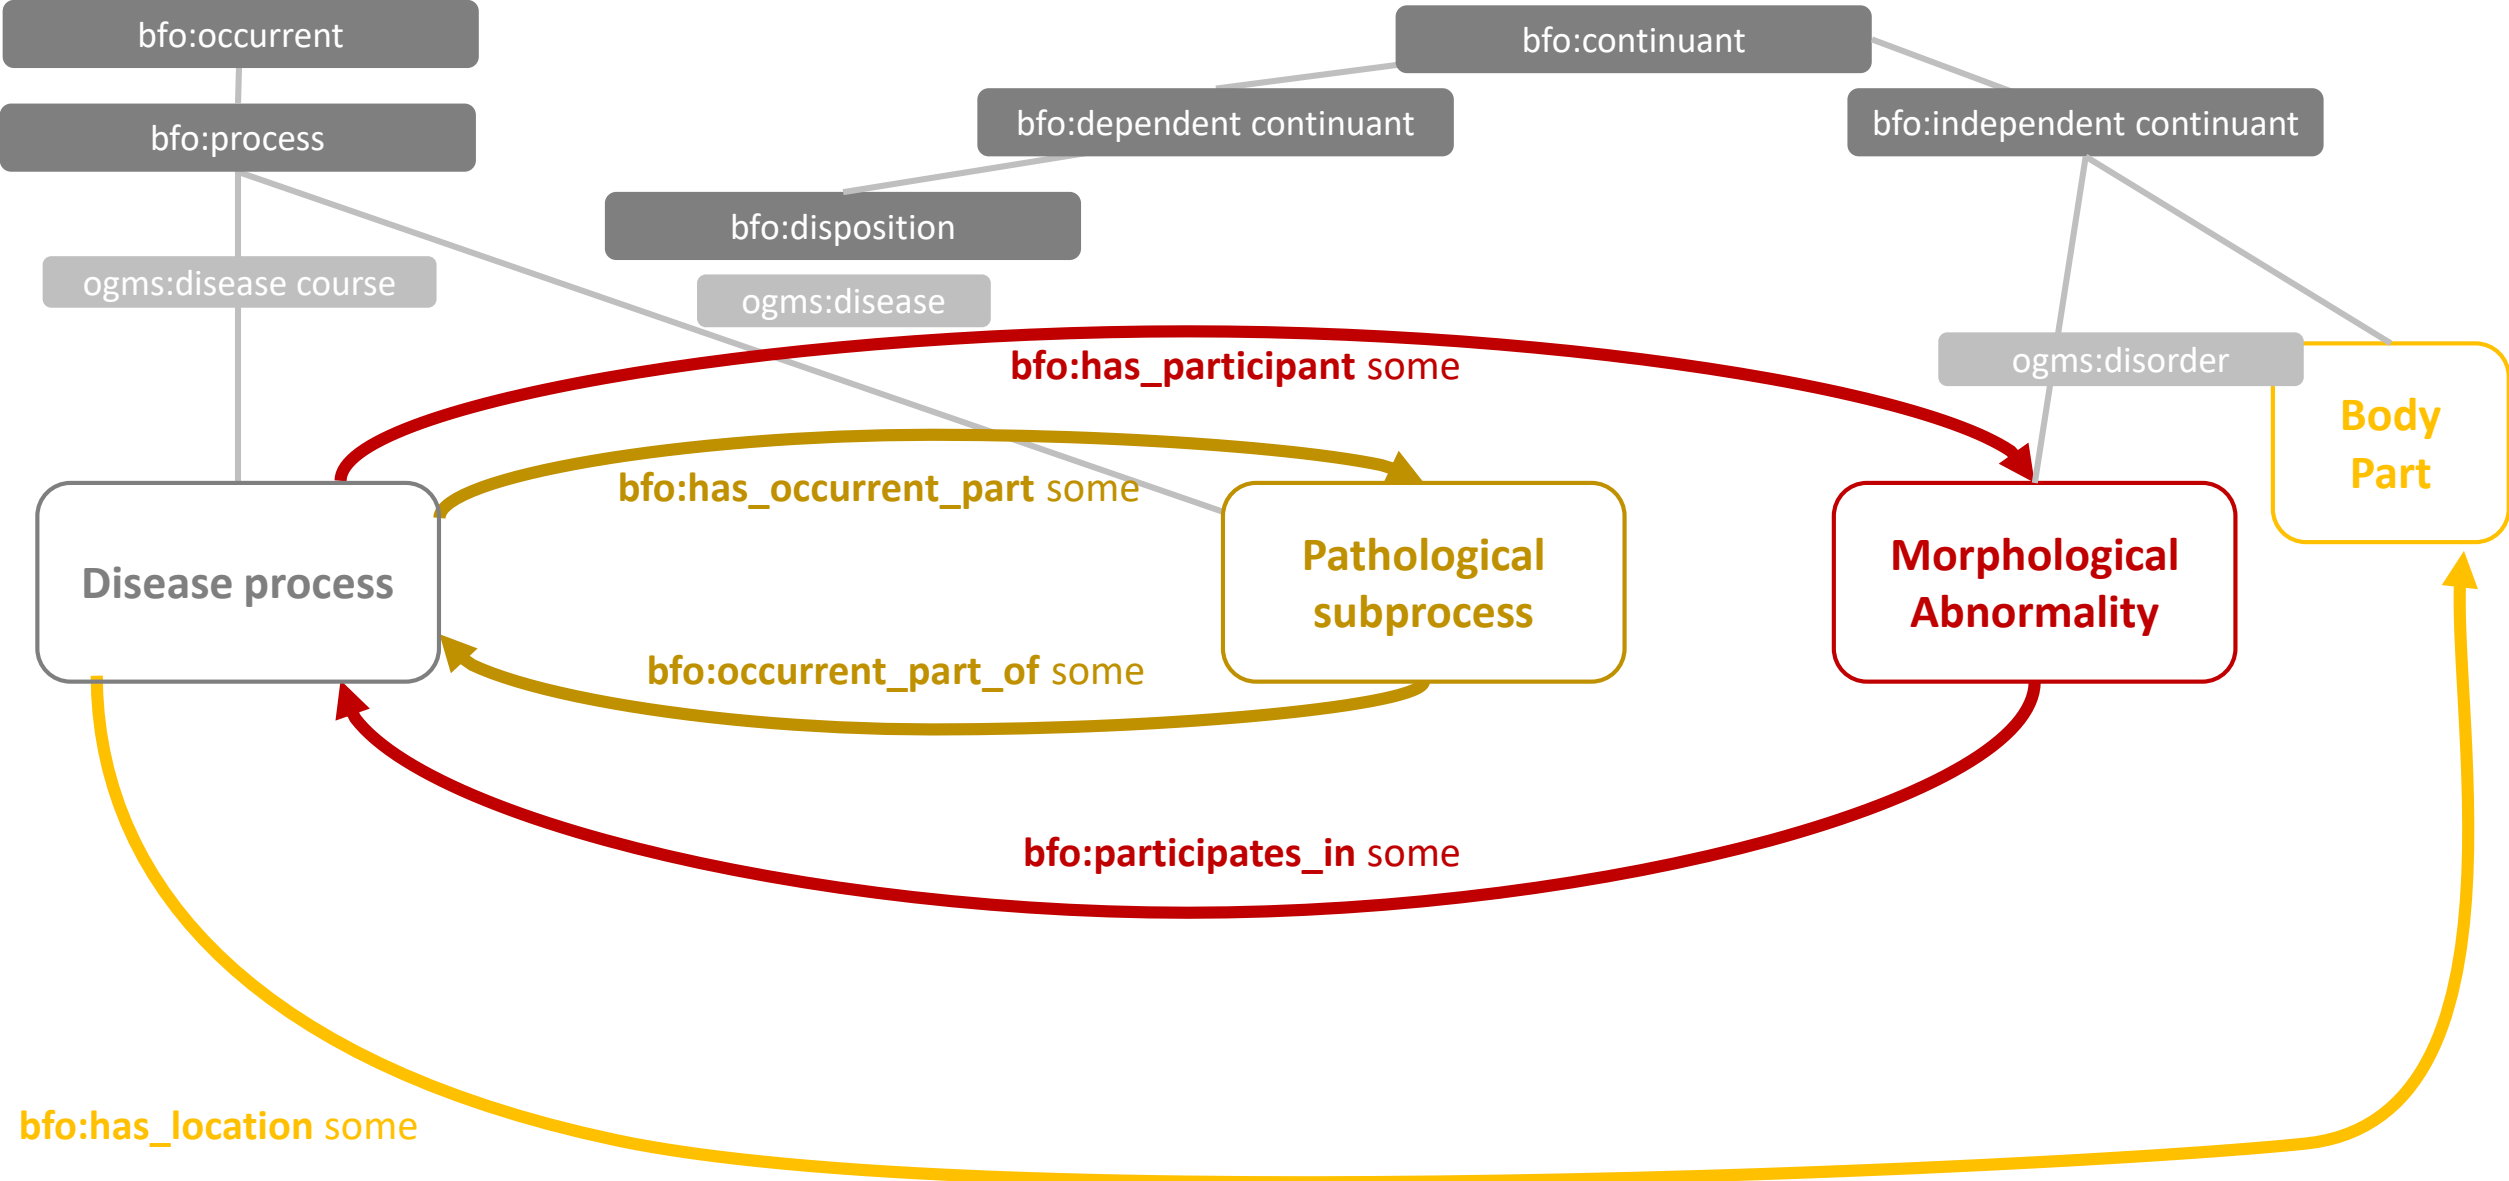 bfo:occurrent
bfo:continuant
bfo:process
bfo:dependent continuant
bfo:independent continuant
bfo:disposition
ogms:disease course
ogms:disease
bfo:has_participant some
ogms:disorder
Body
Part
bfo:has_occurrent_part some
Disease process
Pathological
subprocess
Morphological
Abnormality
bfo:occurrent_part_of some
bfo:participates_in some
bfo:has_location some